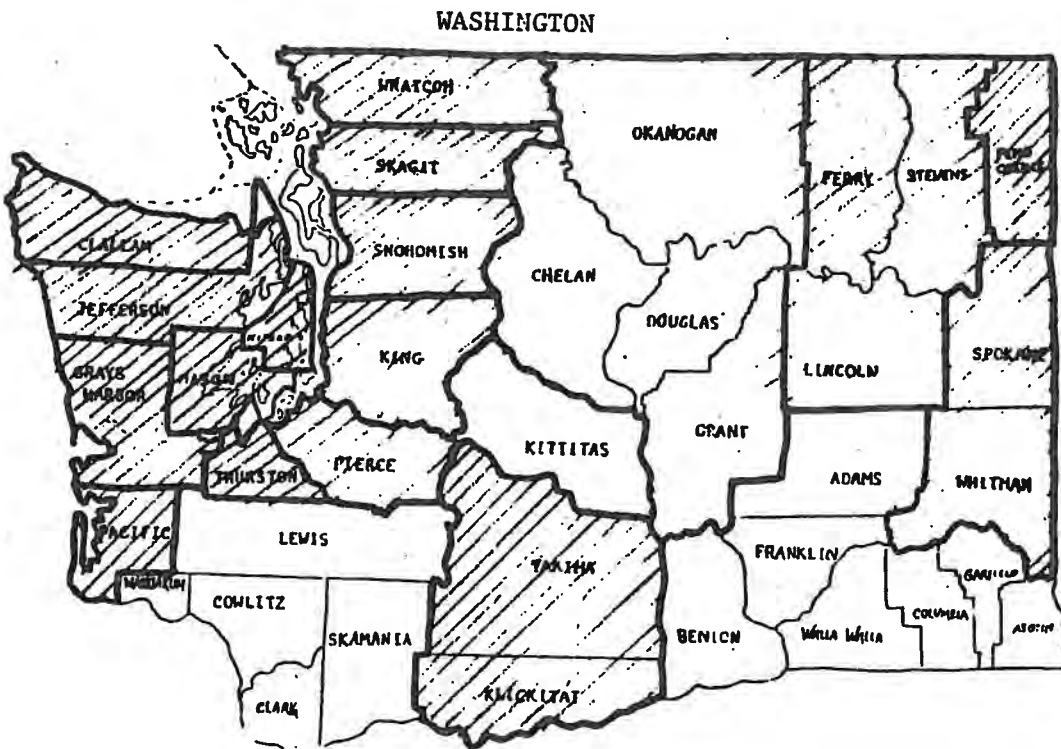 WASHINGTON
WHATCOM
OKANOGAN
SKAGIT
FERRY
STEVENS
CLALLAM
SNOHOMISH
CHELAN
JEFFERSON
DOUGLAS
KING
SPOKANE
LINCOLN
GRAYS
HARBOR
MASON
GRANT
KITTITAS
PIERCE
THURSTON
ADAMS
WHITMAN
PACIFIC
LEWIS
FRANKLIN
YAKIMA
COWLITZ
COLUMBIA
SKAMANIA
BENTON
WALLA WALLA
KLICKITAT
CLARK